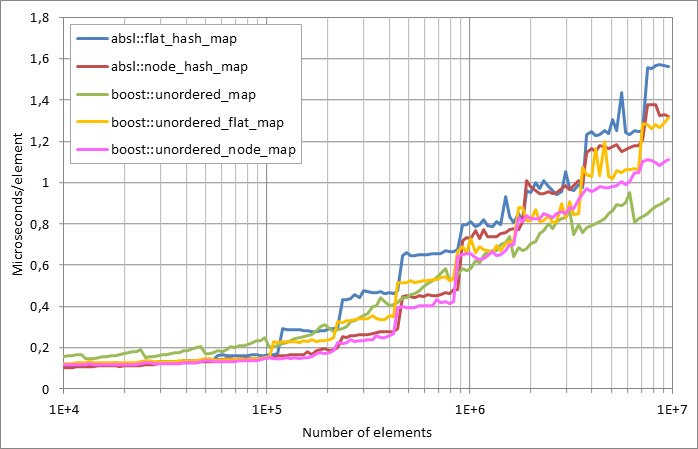 1,8
1,6
1,4
1,2
1
0,8
0,6
0,4
0,2
0
Microseconds/element
absl::flat_hash_map
absl::node_hash_map
boost::unordered_map
boost::unordered_flat_map
boost::unordered_node_map
1E+4
1E+5
1E+6
1E+7
Number of elements